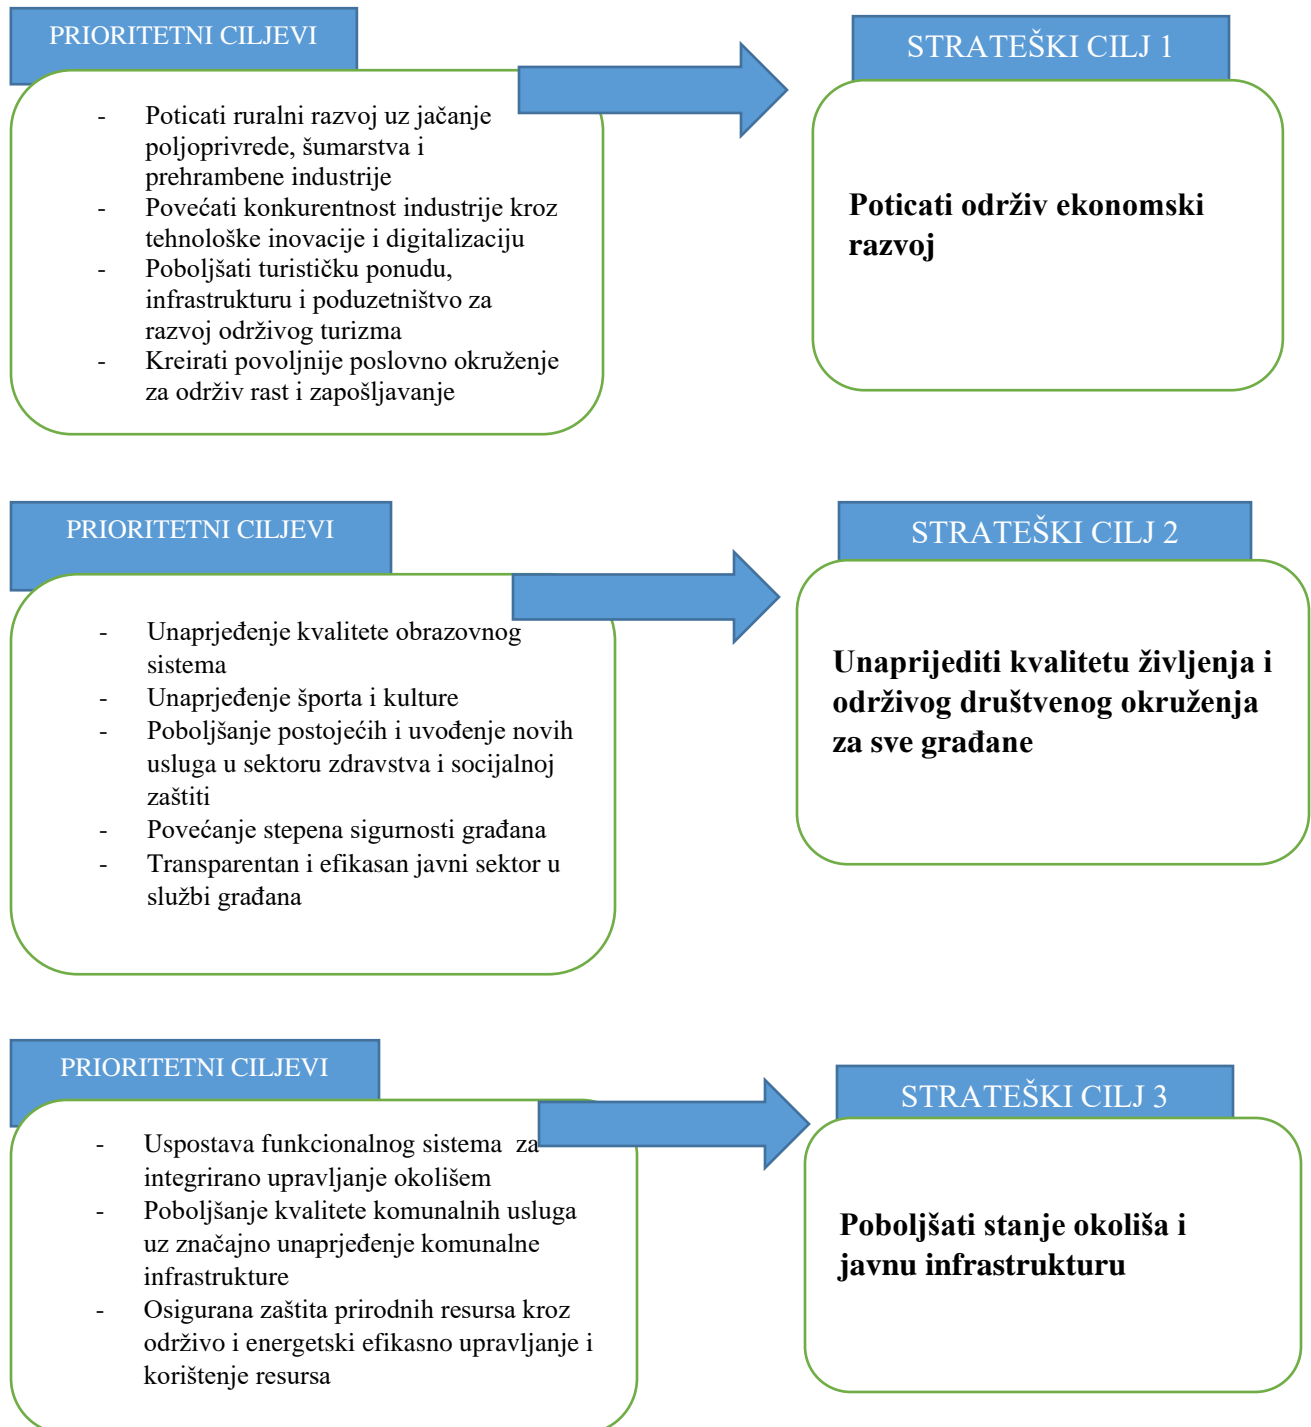 PRIORITETNI CILJEVI
- Poticati ruralni razvoj uz jačanje
poljoprivrede, šumarstva i
prehrambene industrije
- Povećati konkurentnost industrije kroz
tehnološke inovacije i digitalizaciju
- Poboljšati turističku ponudu,
infrastrukturu i poduzetništvo za
razvoj održivog turizma
- Kreirati povoljnije poslovno okruženje
za održiv rast i zapošljavanje
STRATEŠKI CILJ 1
Poticati održiv ekonomski
razvoj
PRIORITETNI CILJEVI
- Unaprjeđenje kvalitete obrazovnog
sistema
- Unaprjeđenje športa i kulture
- Poboljšanje postojećih i uvođenje novih
usluga u sektoru zdravstva i socijalnoj
zaštiti
- Povećanje stepena sigurnosti građana
- Transparentan i efikasan javni sektor u
službi građana
STRATEŠKI CILJ 2
Unaprijediti kvalitetu življenja i
održivog društvenog okruženja
za sve građane
PRIORITETNI CILJEVI
- Uspostava funkcionalnog sistema za
integrirano upravljanje okolišem
- Poboljšanje kvalitete komunalnih usluga
uz značajno unaprjeđenje komunalne
infrastrukture
- Osigurana zaštita prirodnih resursa kroz
održivo i energetski efikasno upravljanje i
korištenje resursa
STRATEŠKI CILJ 3
Poboljšati stanje okoliša i
javnu infrastrukturu